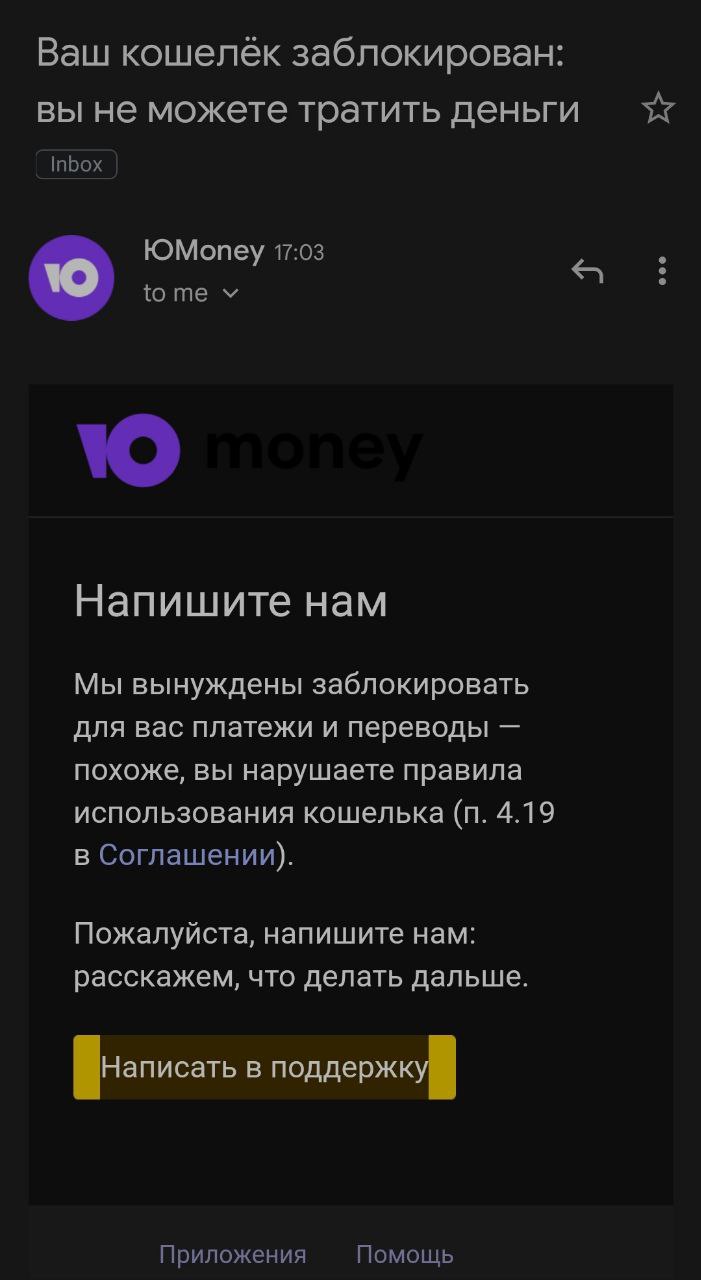 Ваш кошелёк заблокирован:
вы не можете тратить деньги
Inbox
ЮMoney 17:03
to me
Ю money
Напишите нам
Мы вынуждены заблокировать
для вас платежи и переводы —
похоже, вы нарушаете правила
использования кошелька (п. 4.19
в Соглашении).
Пожалуйста, напишите нам:
расскажем, что делать дальше.
Написать в поддержку
Приложения Помощь